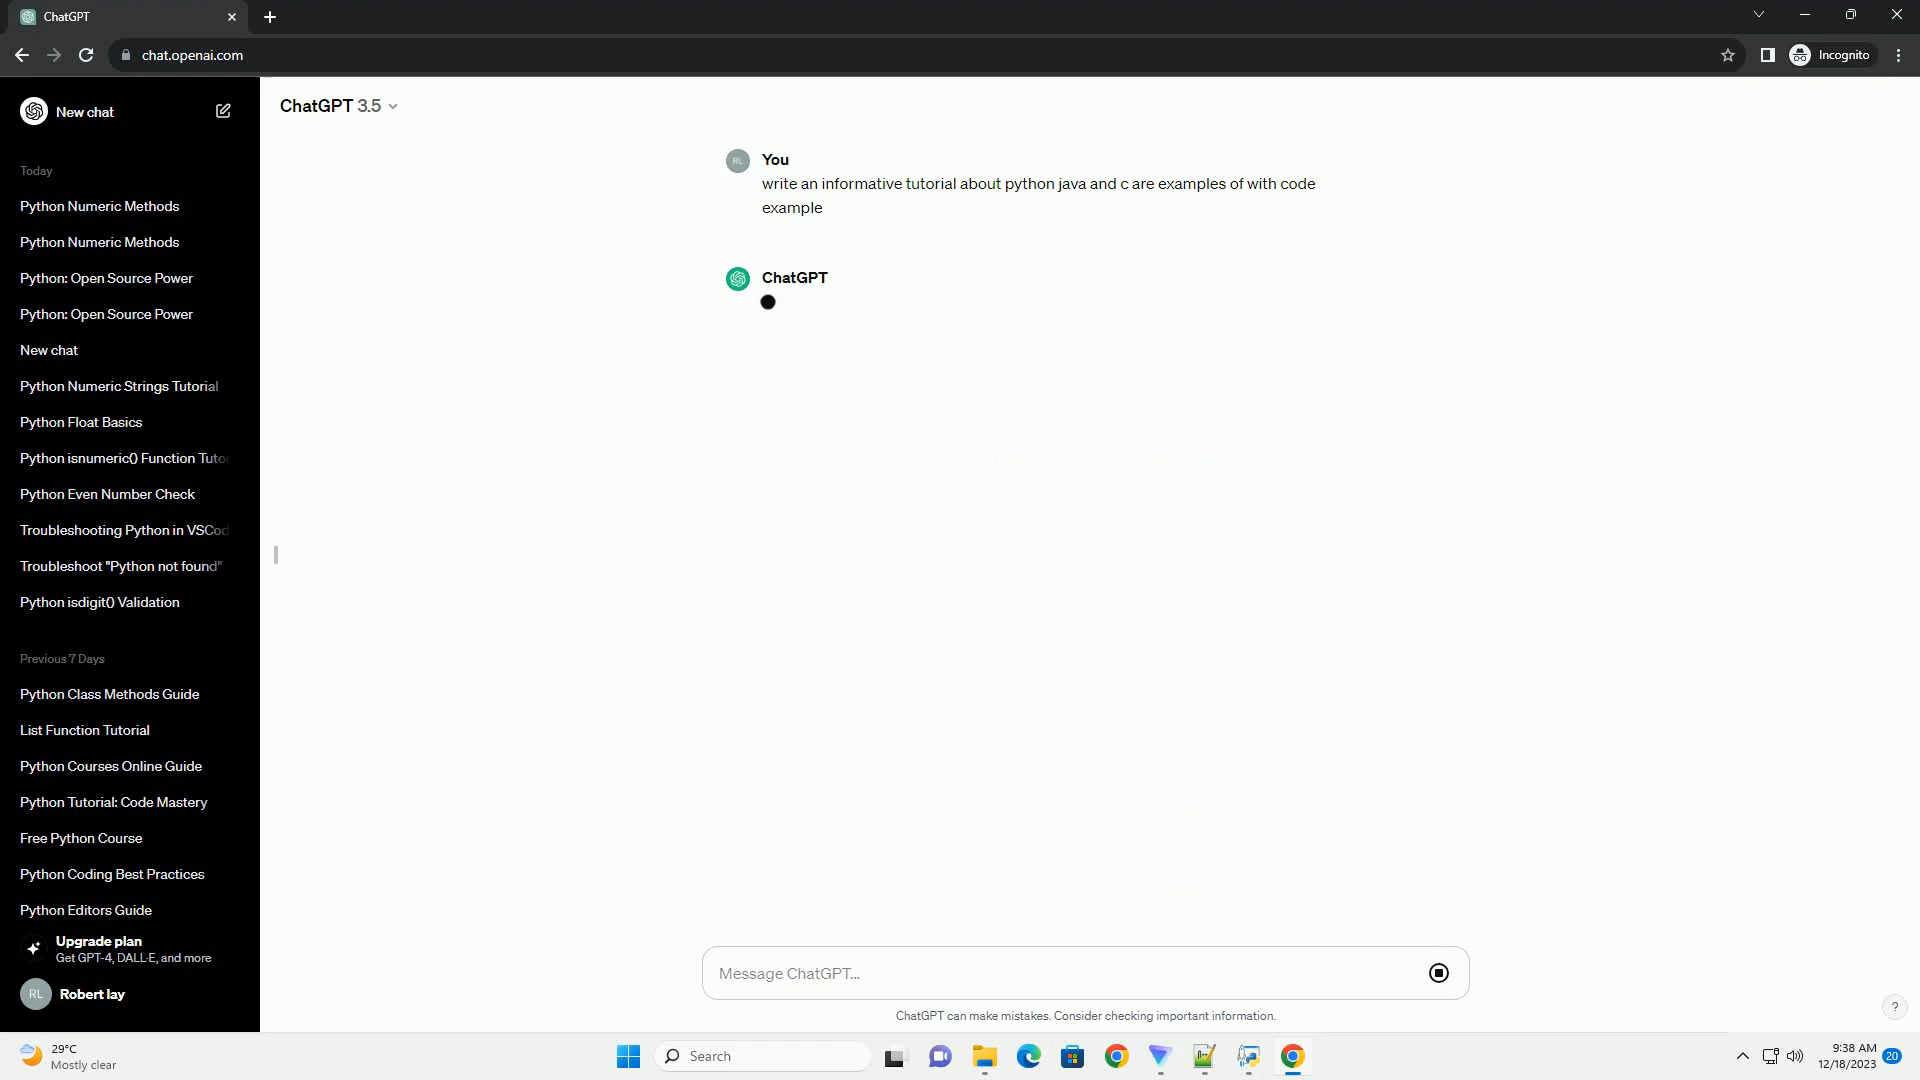 ChatGPT
chat.openai.com
Incognito
New chat
ChatGPT 3.5
Today
Python Numeric Methods
Python Numeric Methods
Python: Open Source Power
Python: Open Source Power
New chat
Python Numeric Strings Tutorial
Python Float Basics
Python isnumeric() Function Tutor
Python Even Number Check
Troubleshooting Python in VSCod
Troubleshoot "Python not found"
Python isdigit() Validation
Previous 7 Days
Python Class Methods Guide
List Function Tutorial
Python Courses Online Guide
Python Tutorial: Code Mastery
Free Python Course
Python Coding Best Practices
Python Editors Guide
Upgrade plan
Get GPT-4, DALL·E, and more
RL Robert lay
RL You
write an informative tutorial about python java and c are examples of with code
example
ChatGPT
Message ChatGPT...
ChatGPT can make mistakes. Consider checking important information.
?
29°C
Mostly clear
Search
9:38 AM
12/18/2023
20